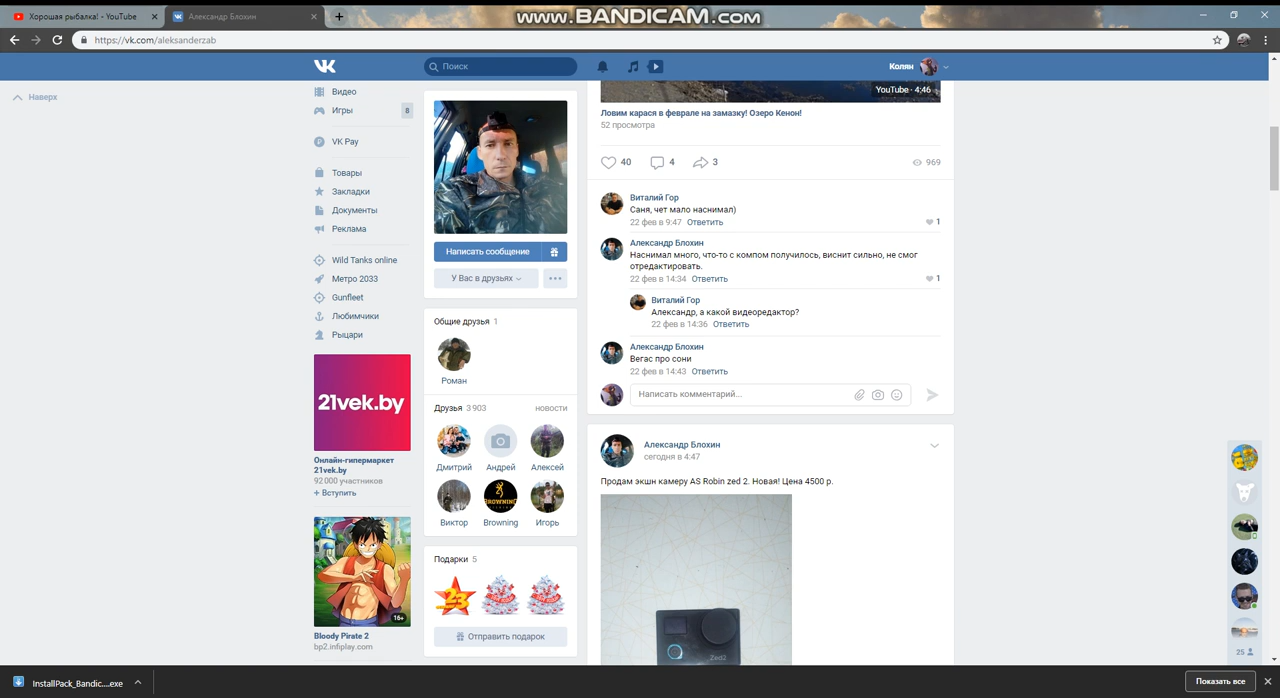 Хорошая рыбалка! - YouTube
Александр Блохин
www.BANDICAM.com
https://vk.com/aleksanderzab
Поиск
Колян
Наверх
Видео
Игры 8
VK Pay
Товары
Закладки
Документы
Реклама
Wild Tanks online
Метро 2033
Gunfleet
Любимчики
Рыцари
21vek.by
Онлайн-гипермаркет
21vek.by
92 000 участников
+ Вступить
16+
Bloody Pirate 2
bp2.infiplay.com
Написать сообщение
У Вас в друзьях
Общие друзья 1
Роман
Друзья 3 903 новости
Дмитрий Андрей Алексей
BROWNING
Виктор Browning Игорь
Подарки 5
23
Отправить подарок
YouTube · 4:46
Ловим карася в феврале на замазку! Озеро Кенон!
52 просмотра
40 4 3 969
Виталий Гор
Саня, чет мало наснимал)
22 фев в 9:47 Ответить 1
Александр Блохин
Наснимал много, что-то с компом получилось, виснит сильно, не смог
отредактировать.
22 фев в 14:34 Ответить 1
Виталий Гор
Александр, а какой видеоредактор?
22 фев в 14:36 Ответить
Александр Блохин
Вегас про сони
22 фев в 14:43 Ответить
Написать комментарий...
Александр Блохин
сегодня в 4:47
Продам экшн камеру AS Robin zed 2. Новая! Цена 4500 р.
Zed2
25
InstallPack_Bandic....exe
Показать все